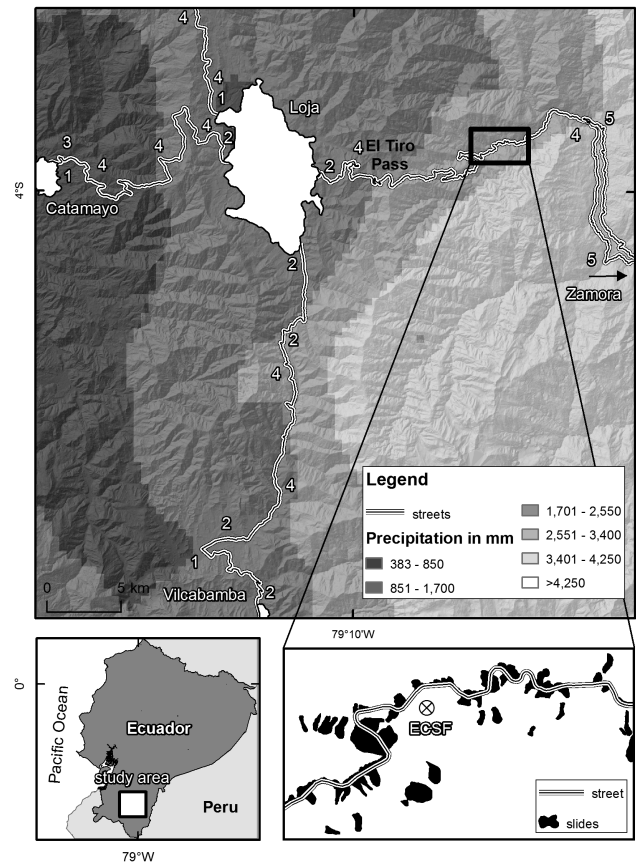 4
4
1
Loja
4
2
El Tiro
Pass
4
2
4
5
3
4
4
1
Catamayo
4°S
5
Zamora
2
2
4
4
2
1
Vilcabamba
2
0
5 km
Legend
streets
Precipitation in mm
383 - 850
851 - 1,700
1,701 - 2,550
2,551 - 3,400
3,401 - 4,250
>4,250
79°10'W
0°
Pacific Ocean
Ecuador
study area
Peru
79°W
ECSF
street
slides